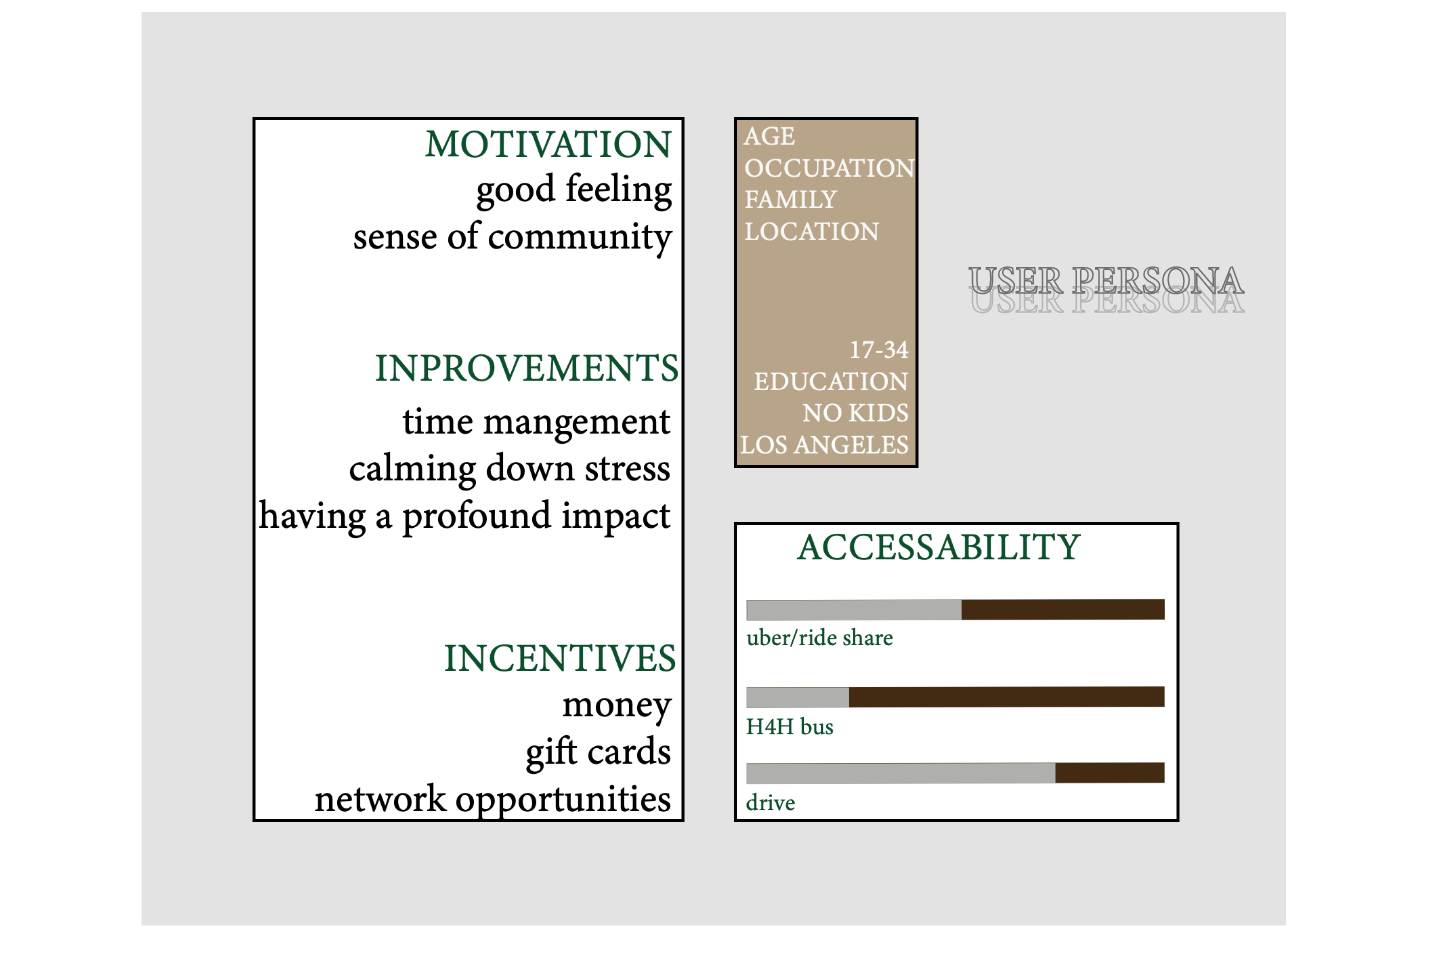 MOTIVATION
good feeling
sense of community
INPROVEMENTS
time mangement
calming down stress
having a profound impact
INCENTIVES
money
gift cards
network opportunities
AGE
OCCUPATION
FAMILY
LOCATION
17-34
EDUCATION
NO KIDS
LOS ANGELES
USER PERSONA
USER PERSONA
ACCESSABILITY
uber/ride share
H4H bus
drive